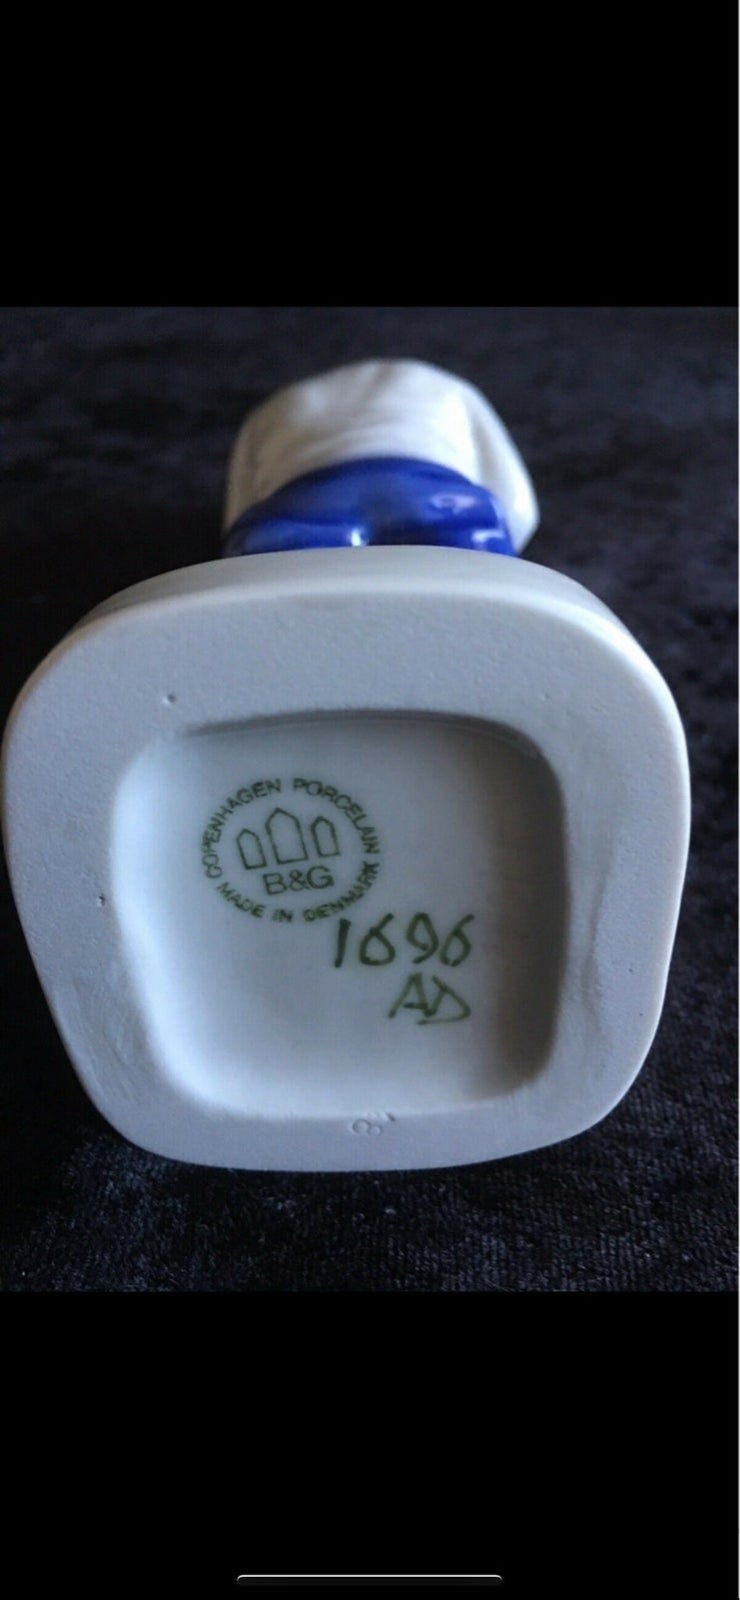 COPENHAGEN PORCELAIN
B&G
MADE IN DENMARK
1696
AD